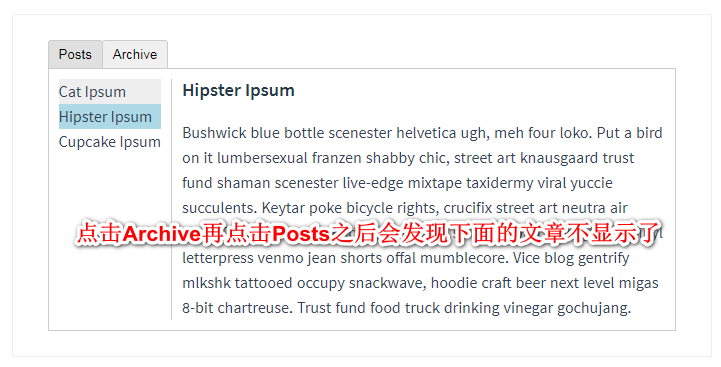 Posts Archive
Cat Ipsum
Hipster Ipsum
Cupcake Ipsum
Hipster Ipsum
Bushwick blue bottle scenester helvetica ugh, meh four loko. Put a bird
on it lumbersexual franzen shabby chic, street art knausgaard trust
fund shaman scenester live-edge mixtape taxidermy viral yuccie
succulents. Keytar poke bicycle rights, crucifix street art neutra air
点击Archive再点击Posts之后会发现下面的文章不显示了
letterpress venmo jean shorts offal mumblecore. Vice blog gentrify
mlkshk tattooed occupy snackwave, hoodie craft beer next level migas
8-bit chartreuse. Trust fund food truck drinking vinegar gochujang.